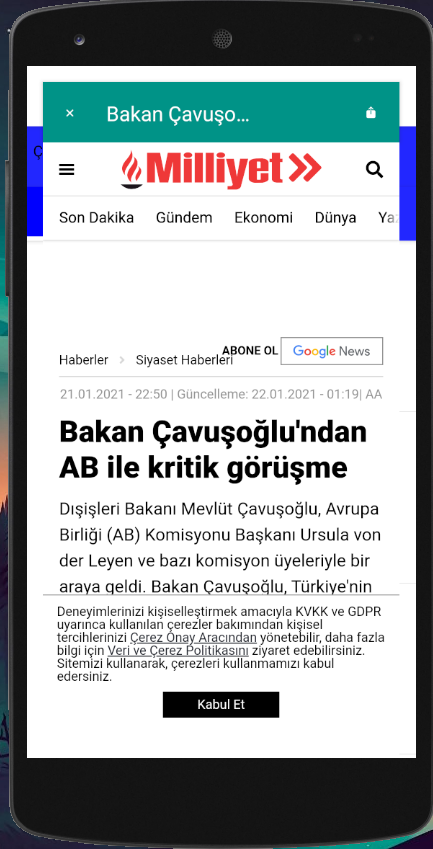 Ç
× Bakan Çavuşo...
Milliyet
Son Dakika Gündem Ekonomi Dünya Yaz
ABONE OL Google News
Haberler > Siyaset Haberleri
21.01.2021 - 22:50 | Güncelleme: 22.01.2021 - 01:19| AA
Bakan Çavuşoğlu'ndan
AB ile kritik görüşme
Dışişleri Bakanı Mevlüt Çavuşoğlu, Avrupa
Birliği (AB) Komisyonu Başkanı Ursula von
der Leyen ve bazı komisyon üyeleriyle bir
araya geldi. Bakan Çavuşoğlu, Türkiye'nin
Deneyimlerinizi kişiselleştirmek amacıyla KVKK ve GDPR
uyarınca kullanılan çerezler bakımından kişisel
tercihlerinizi Çerez Onay Aracından yönetebilir, daha fazla
bilgi için Veri ve Çerez Politikasını ziyaret edebilirsiniz.
Sitemizi kullanarak, çerezleri kullanmamızı kabul
edersiniz.
Kabul Et